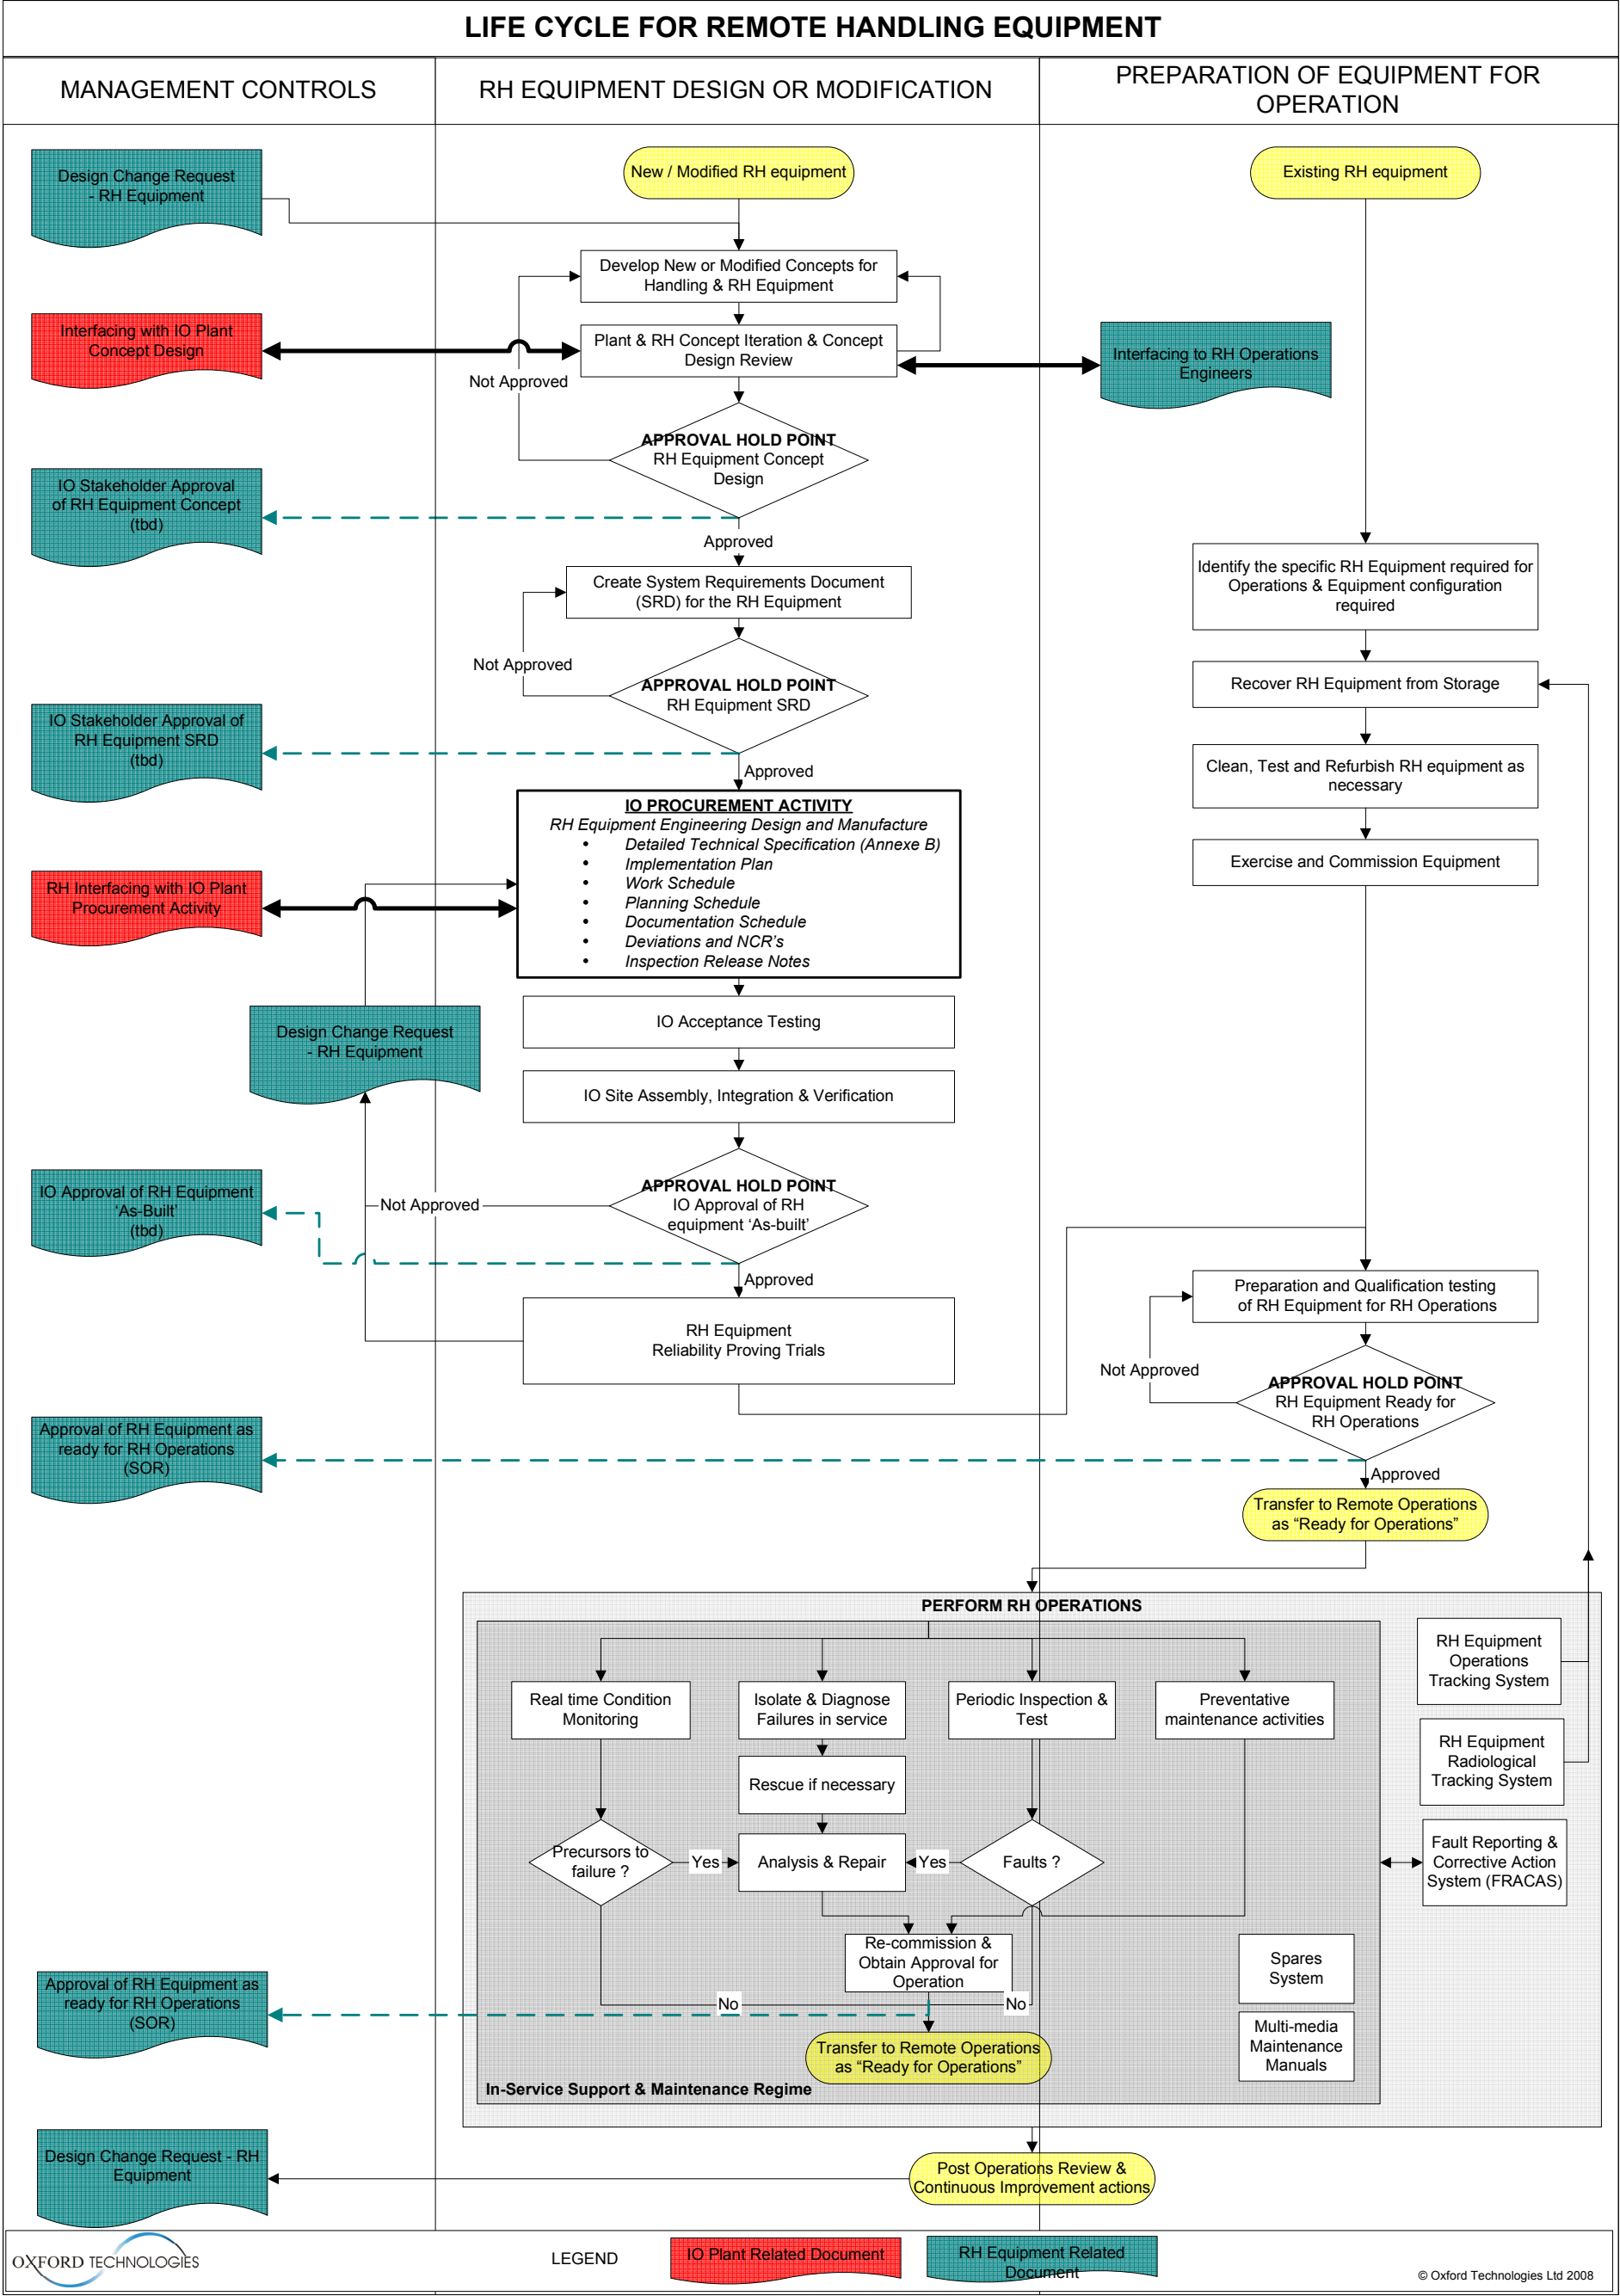 LIFE CYCLE FOR REMOTE HANDLING EQUIPMENT
MANAGEMENT CONTROLS
RH EQUIPMENT DESIGN OR MODIFICATION
PREPARATION OF EQUIPMENT FOR
OPERATION
Design Change Request
- RH Equipment
New / Modified RH equipment
Existing RH equipment
Develop New or Modified Concepts for
Handling & RH Equipment
Interfacing with IO Plant
Concept Design
Plant & RH Concept Iteration & Concept
Design Review
Interfacing to RH Operations
Engineers
Not Approved
APPROVAL HOLD POINT
RH Equipment Concept
Design
IO Stakeholder Approval
of RH Equipment Concept
(tbd)
Approved
Create System Requirements Document
(SRD) for the RH Equipment
Identify the specific RH Equipment required for
Operations & Equipment configuration
required
Not Approved
APPROVAL HOLD POINT
RH Equipment SRD
Recover RH Equipment from Storage
IO Stakeholder Approval of
RH Equipment SRD
(tbd)
Approved
Clean, Test and Refurbish RH equipment as
necessary
IO PROCUREMENT ACTIVITY
RH Equipment Engineering Design and Manufacture
• Detailed Technical Specification (Annexe B)
• Implementation Plan
• Work Schedule
• Planning Schedule
• Documentation Schedule
• Deviations and NCR's
• Inspection Release Notes
Exercise and Commission Equipment
RH Interfacing with IO Plant
Procurement Activity
IO Acceptance Testing
Design Change Request
- RH Equipment
IO Site Assembly, Integration & Verification
IO Approval of RH Equipment
‘As-Built’
(tbd)
Not Approved
APPROVAL HOLD POINT
IO Approval of RH
equipment ‘As-built’
Approved
Preparation and Qualification testing
of RH Equipment for RH Operations
RH Equipment
Reliability Proving Trials
Not Approved
APPROVAL HOLD POINT
RH Equipment Ready for
RH Operations
Approval of RH Equipment as
ready for RH Operations
(SOR)
Approved
Transfer to Remote Operations
as “Ready for Operations”
PERFORM RH OPERATIONS
RH Equipment
Operations
Tracking System
Real time Condition
Monitoring
Isolate & Diagnose
Failures in service
Periodic Inspection &
Test
Preventative
maintenance activities
RH Equipment
Radiological
Tracking System
Rescue if necessary
Precursors to
failure ?
Yes
Analysis & Repair
Yes
Faults ?
Fault Reporting &
Corrective Action
System (FRACAS)
Re-commission &
Obtain Approval for
Operation
Spares
System
Approval of RH Equipment as
ready for RH Operations
(SOR)
No
No
Multi-media
Maintenance
Manuals
Transfer to Remote Operations
as “Ready for Operations”
In-Service Support & Maintenance Regime
Design Change Request - RH
Equipment
Post Operations Review &
Continuous Improvement actions
OXFORD TECHNOLOGIES
LEGEND
IO Plant Related Document
RH Equipment Related
Document
© Oxford Technologies Ltd 2008